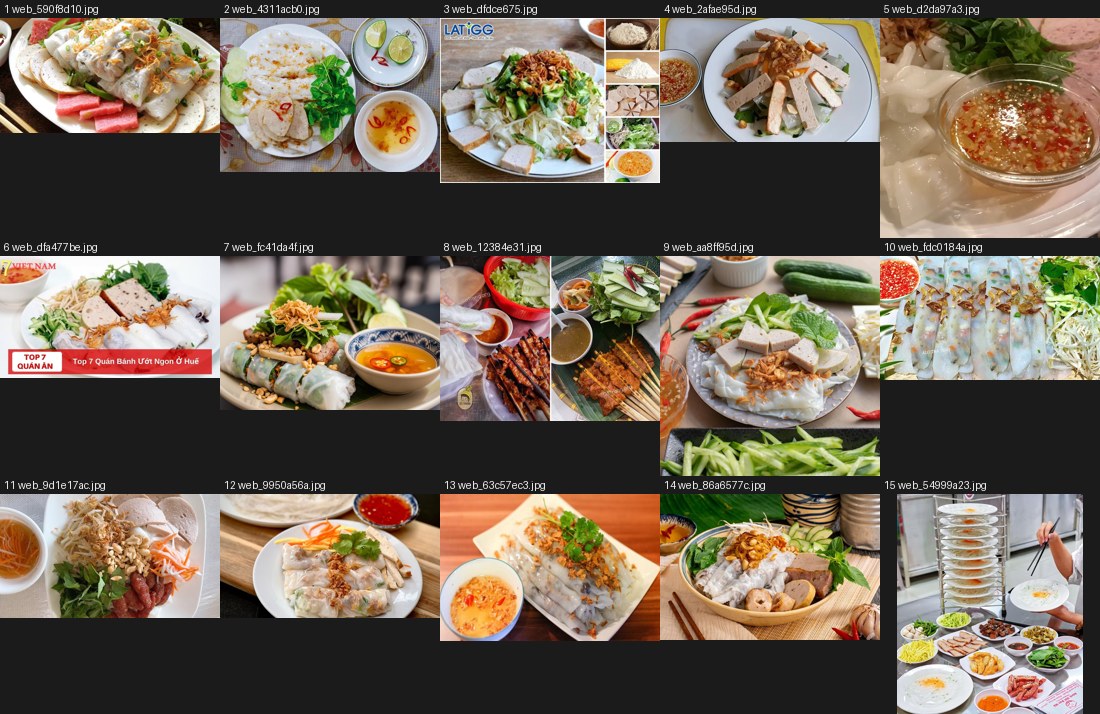 1 web_590f8d10.jpg
2 web_4311acb0.jpg
3 web_dfdce675.jpg
4 web_2afae95d.jpg
5 web_d2da97a3.jpg
LATIGG
6 web_dfa477be.jpg
7 web_fc41da4f.jpg
8 web_12384e31.jpg
9 web_aa8ff95d.jpg
10 web_fdc0184a.jpg
VIET NAM
TOP 7
QUÁN ĂN
Top 7 Quán Bánh Ướt Ngon Ở Huế
11 web_9d1e17ac.jpg
12 web_9950a56a.jpg
13 web_63c57ec3.jpg
14 web_86a6577c.jpg
15 web_54999a23.jpg